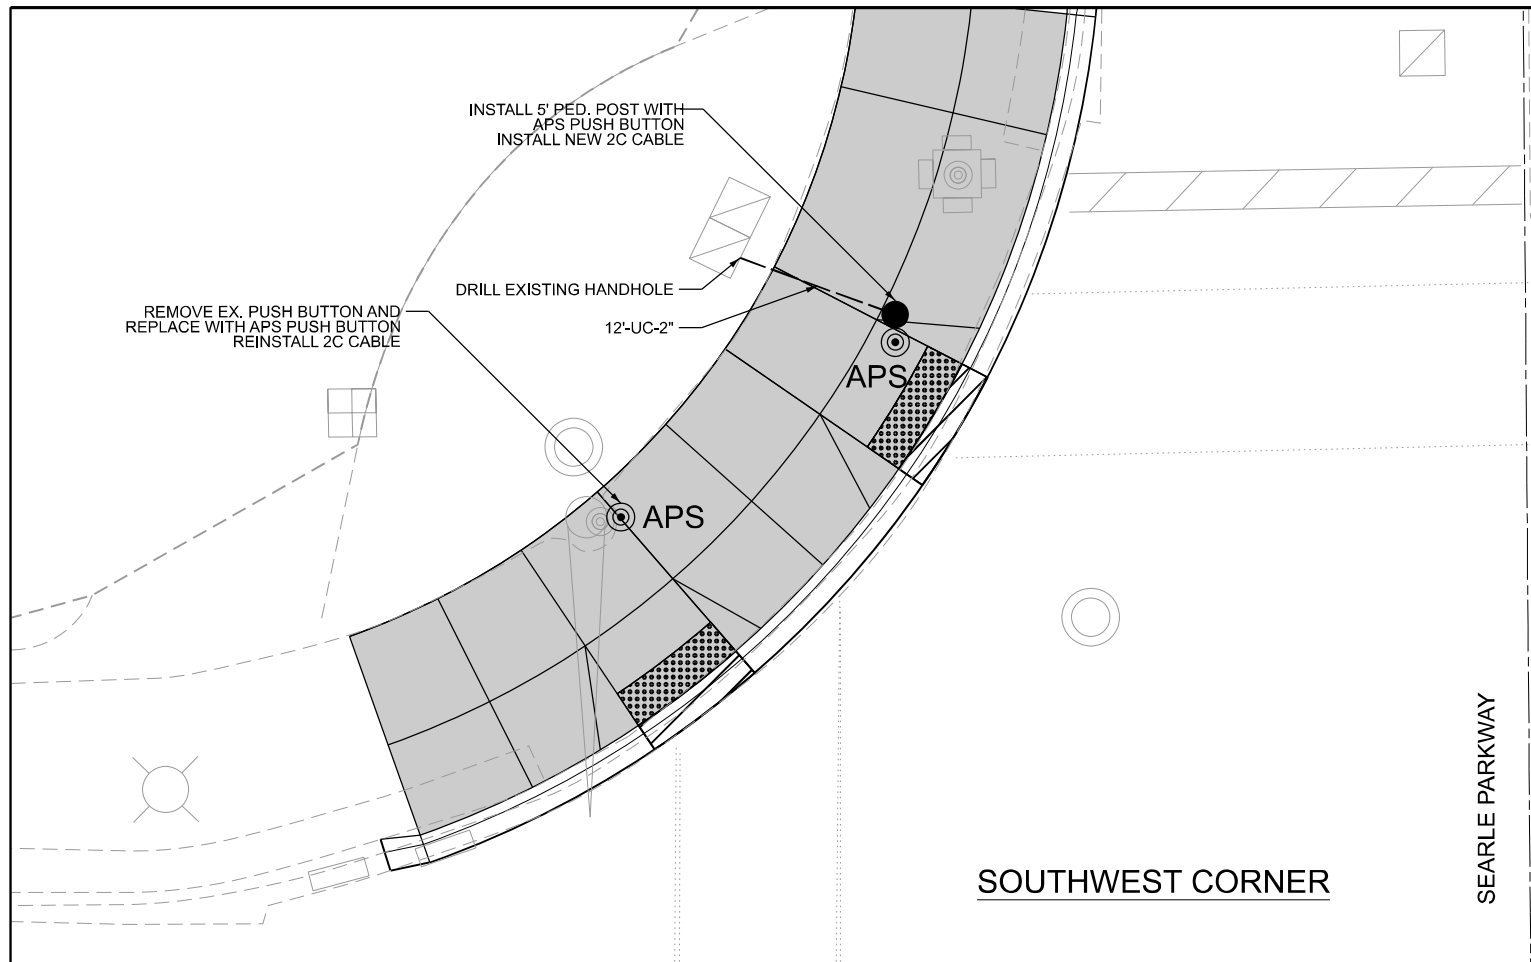 INSTALL 5' PED. POST WITH
APS PUSH BUTTON
INSTALL NEW 2C CABLE
DRILL EXISTING HANDHOLE
REMOVE EX. PUSH BUTTON AND
REPLACE WITH APS PUSH BUTTON
REINSTALL 2C CABLE
12'-UC-2"
APS
APS
SOUTHWEST CORNER
SEARLE PARKWAY